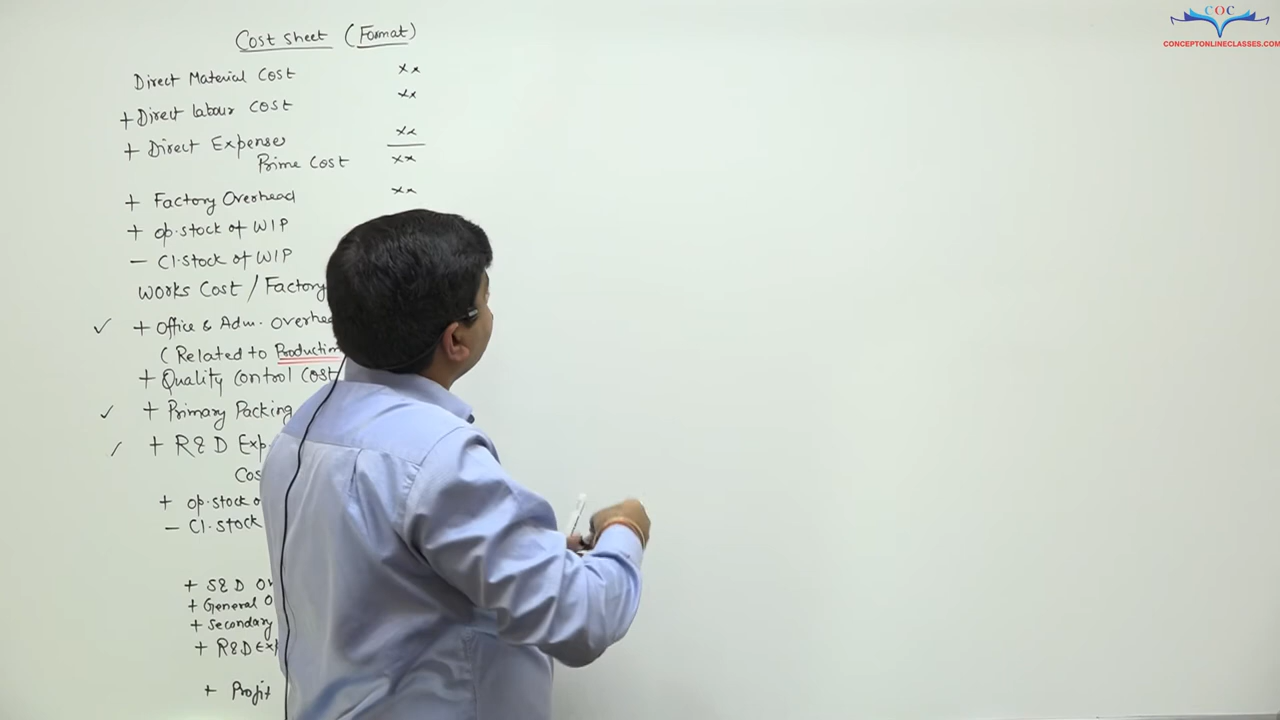 COC
CONCEPTONLINECLASSES.COM
Cost sheet (Format)
Direct Material Cost xx
+ Direct labour cost xx
+ Direct Expenses xx
Prime Cost xx
+ Factory Overhead xx
+ op.stock of WIP
- Cl.stock of WIP
Works Cost / Factory
✓ + Office & Adm. Overhea
(Related to Production
+ Quality Control Cost
✓ + Primary Packing
+ R&D Exp
Cos
+ op.stock o
- Cl.stock
+ S&D
+ General O
+ Secondary
+ R&D Exp
+ Profit